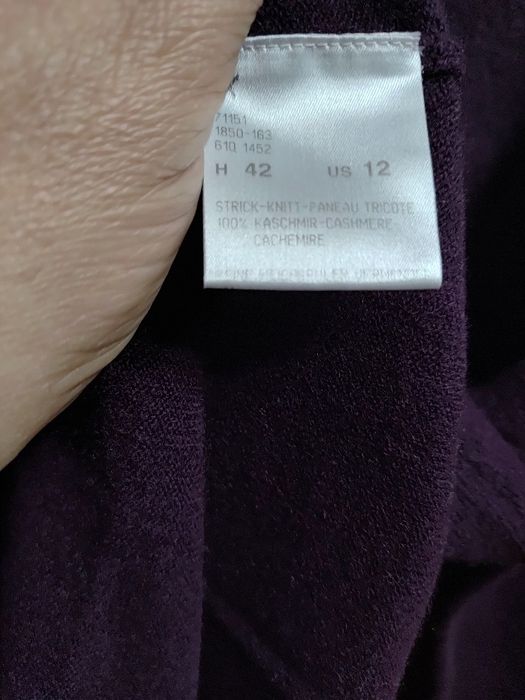 71151
1850-163
610 1452
H 42 US 12
STRICK-KNITT-PANEAU TRICOTE
100% KASCHMIR-CASHMERE
CACHEMIRE